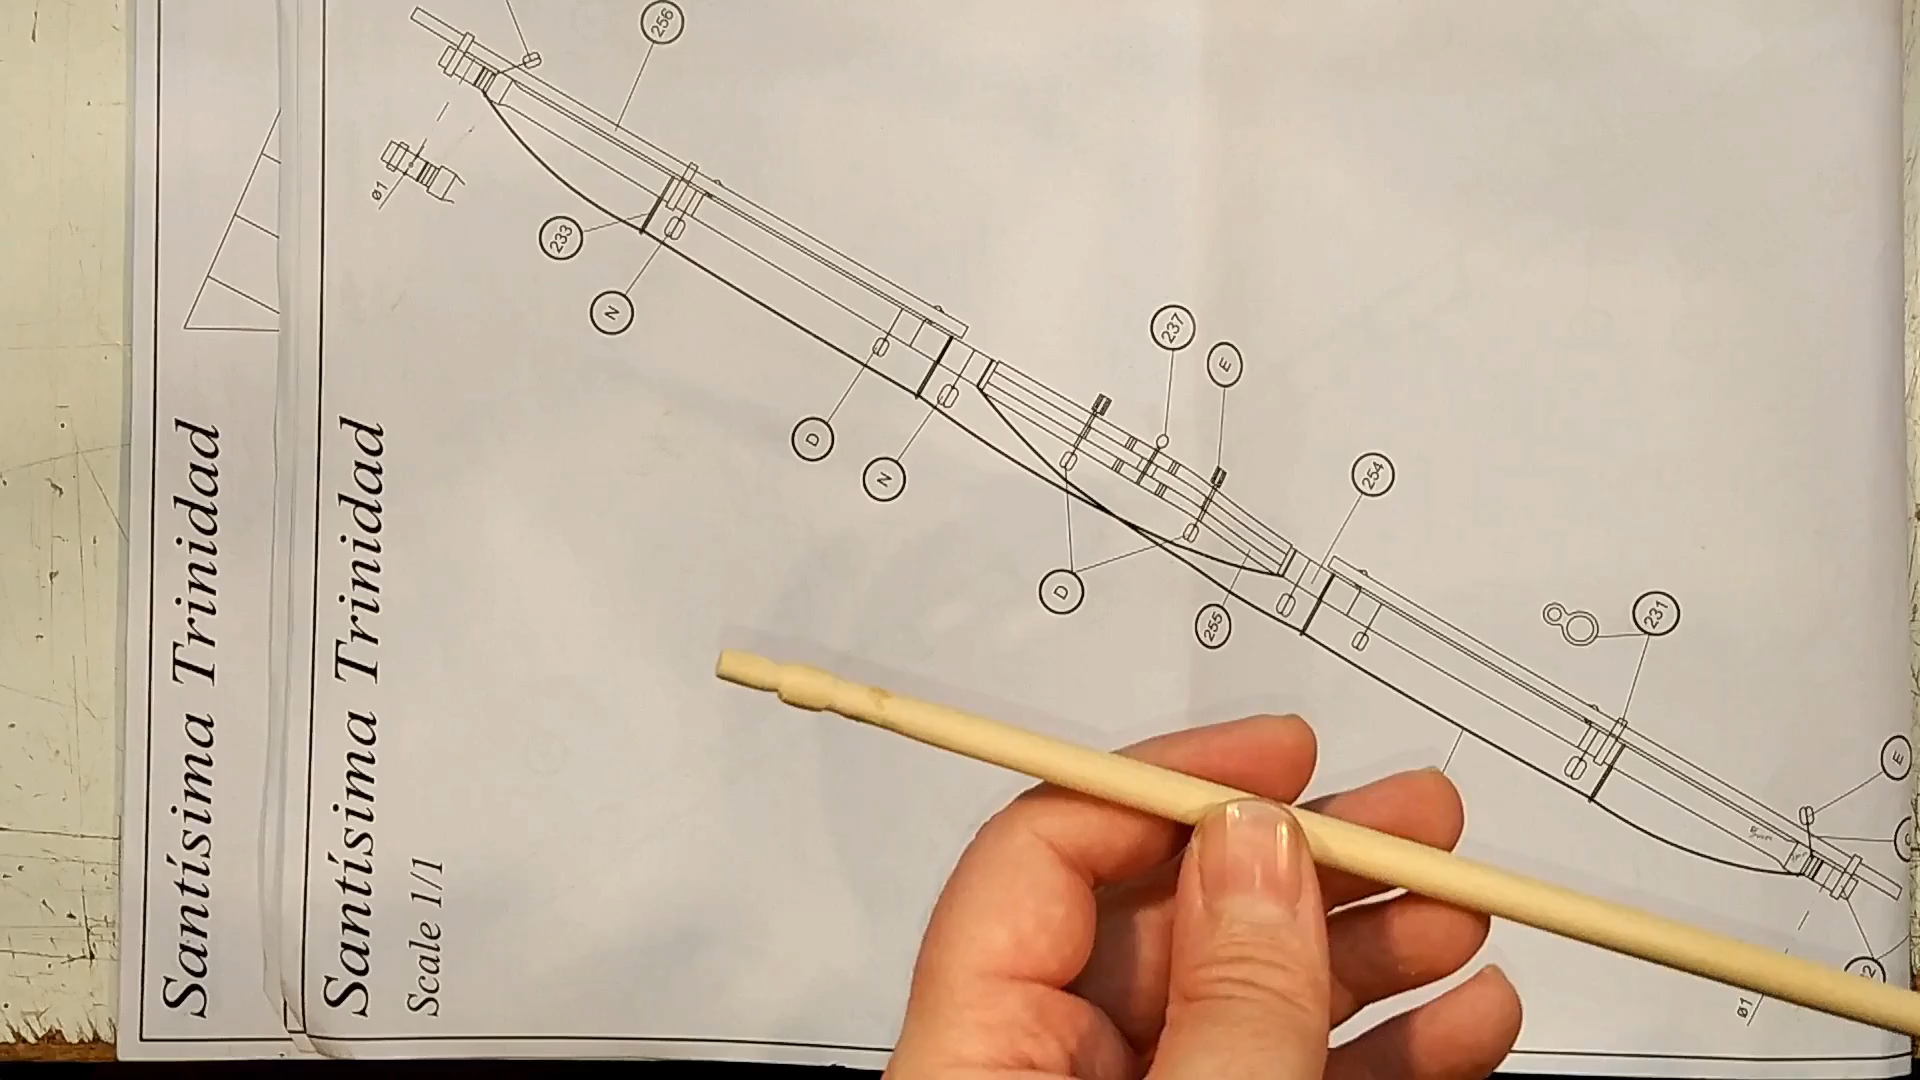 Santísima Trinidad
Santísima Trinidad
Scale 1/1
256
ø1
233
N
D
N
237
E
254
D
255
231
E
ø1